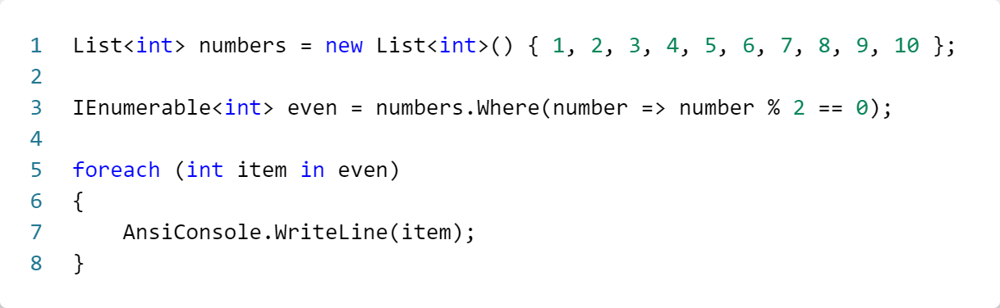 1 List<int> numbers = new List<int>() { 1, 2, 3, 4, 5, 6, 7, 8, 9, 10 };
2
3 IEnumerable<int> even = numbers.Where(number => number % 2 == 0);
4
5 foreach (int item in even)
6 {
7     AnsiConsole.WriteLine(item);
8 }